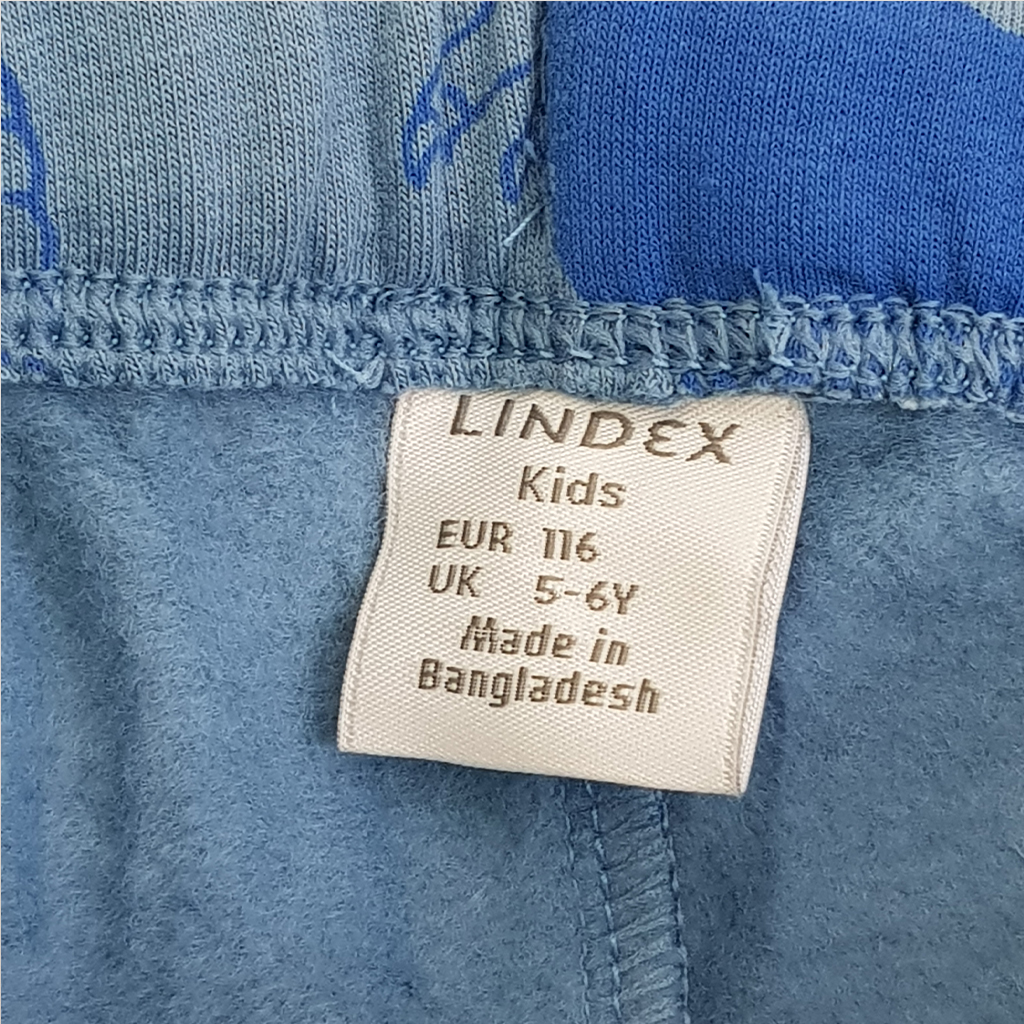 LINDEX
Kids
EUR 116
UK 5-6Y
Made in
Bangladesh